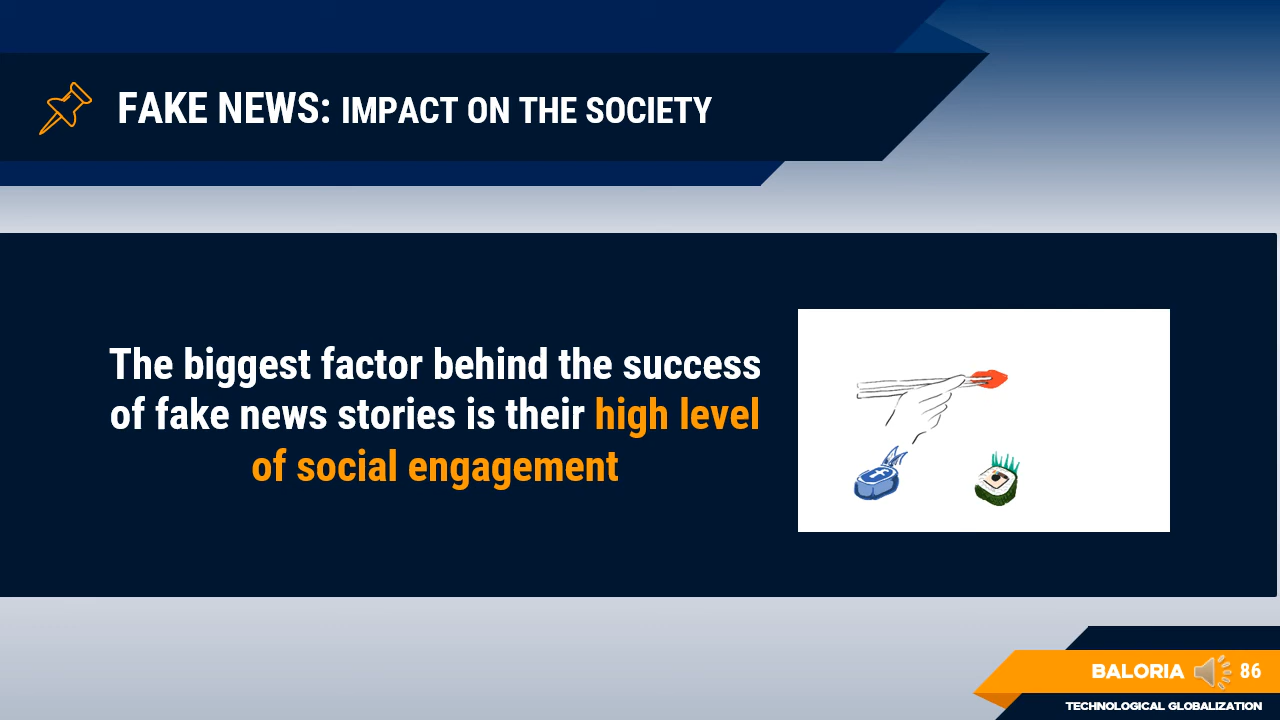 FAKE NEWS: IMPACT ON THE SOCIETY
The biggest factor behind the success
of fake news stories is their high level
of social engagement
f
BALORIA 86
TECHNOLOGICAL GLOBALIZATION